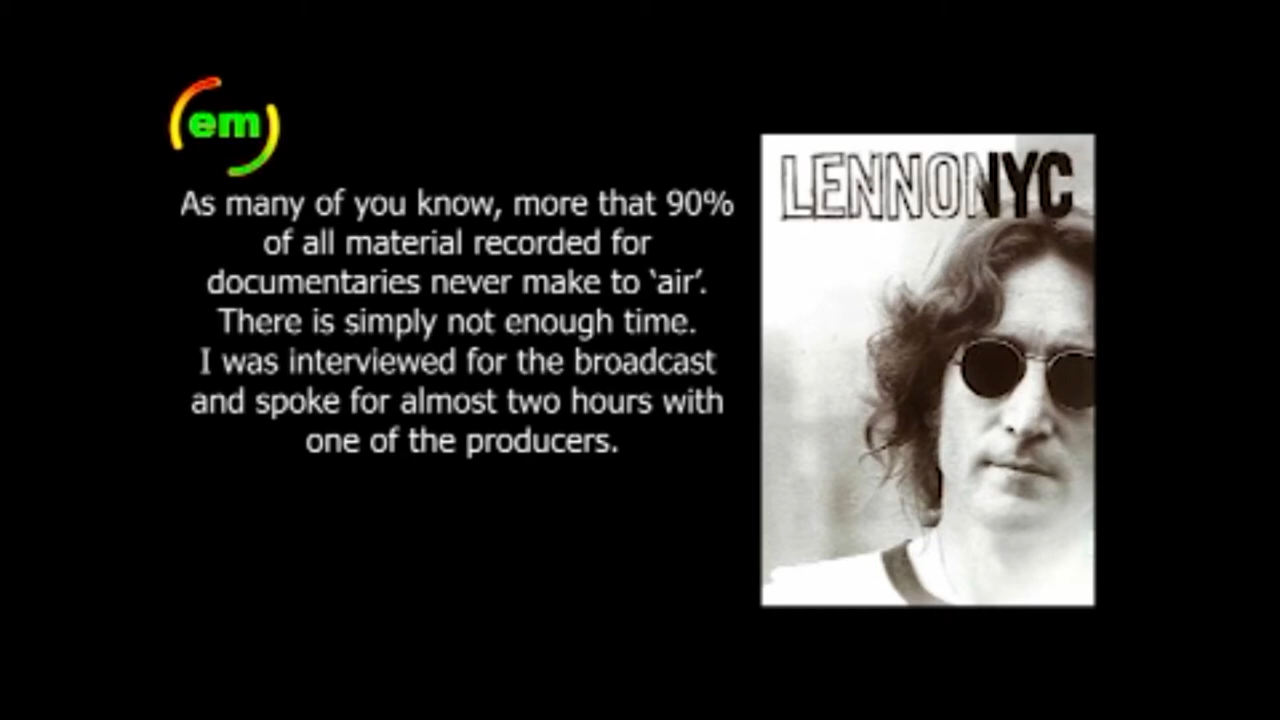 em
As many of you know, more that 90%
of all material recorded for
documentaries never make to ‘air’.
There is simply not enough time.
I was interviewed for the broadcast
and spoke for almost two hours with
one of the producers.
LENNONYC